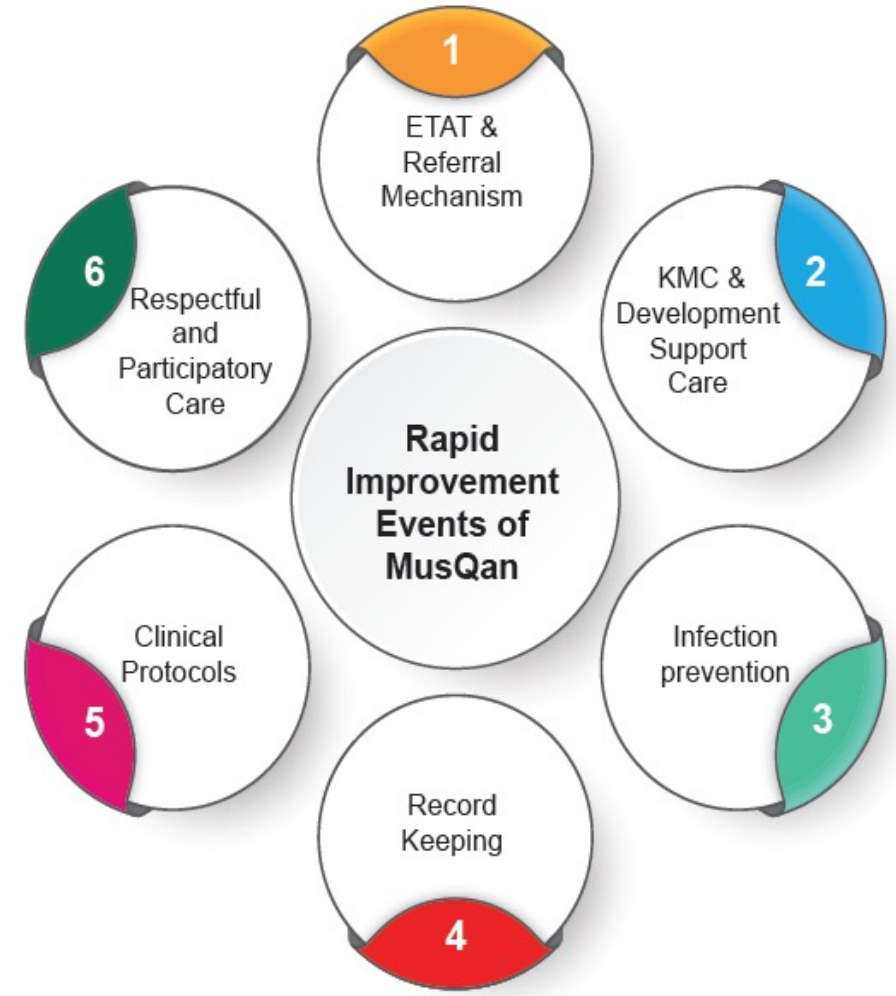 1
ETAT &
Referral
Mechanism
2
KMC &
Development
Support
Care
3
Infection
prevention
4
Record
Keeping
5
Clinical
Protocols
6
Respectful
and
Participatory
Care
Rapid
Improvement
Events of
MusQan